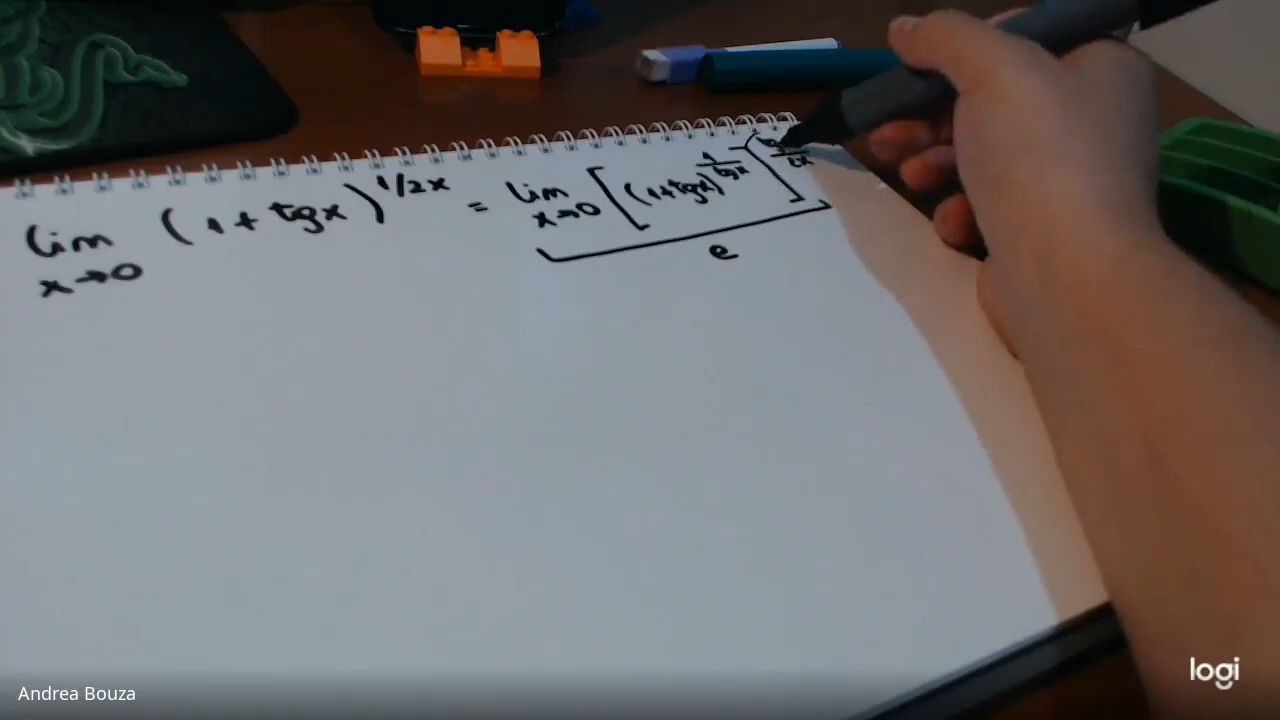 lim x→0 (1+tgx)^1/2x = lim x→0 [(1+tgx)^1/tgx]
e
logi
Andrea Bouza